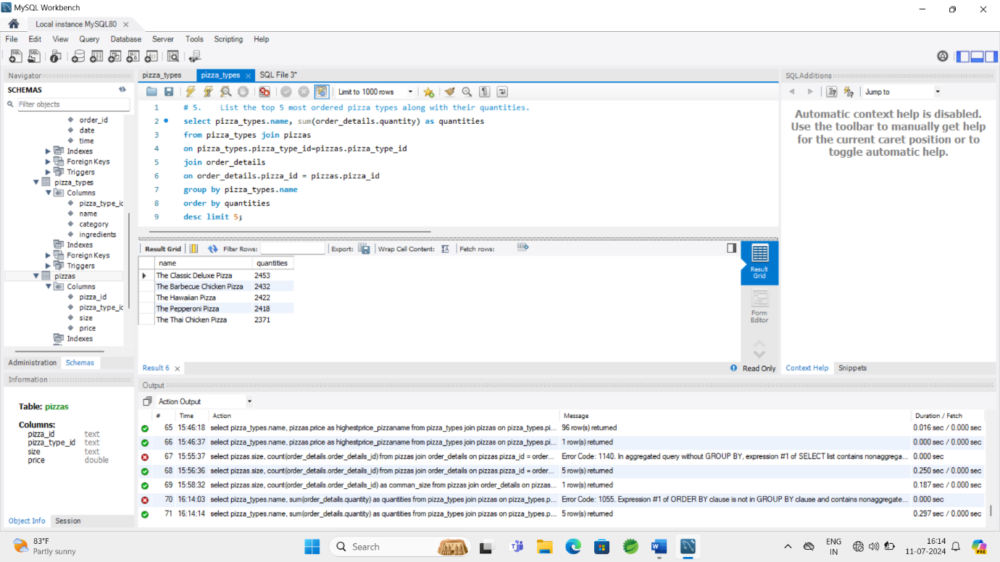 MySQL Workbench
Local instance MySQL80
File Edit View Query Database Server Tools Scripting Help
Navigator
SCHEMAS
Filter objects
order_id
date
time
Indexes
Foreign Keys
Triggers
pizza_types
Columns
pizza_type_ic
name
category
ingredients
Indexes
Foreign Keys
Triggers
pizzas
Columns
pizza_id
pizza_type_ic
size
price
Indexes
Administration Schemas
Information
Table: pizzas
Columns:
pizza_id text
pizza_type_id text
size text
price double
Object Info Session
pizza_types pizza_types SQL File 3*
Limit to 1000 rows
1 # 5. List the top 5 most ordered pizza types along with their quantities.
2 select pizza_types.name, sum(order_details.quantity) as quantities
3 from pizza_types join pizzas
4 on pizza_types.pizza_type_id=pizzas.pizza_type_id
5 join order_details
6 on order_details.pizza_id = pizzas.pizza_id
7 group by pizza_types.name
8 order by quantities
9 desc limit 5;
Result Grid Filter Rows: Export: Wrap Cell Content: Fetch rows:
name quantities
The Classic Deluxe Pizza 2453
The Barbecue Chicken Pizza 2432
The Hawaiian Pizza 2422
The Pepperoni Pizza 2418
The Thai Chicken Pizza 2371
Result Grid
Form Editor
Result 6
Read Only
SQLAdditions
Jump to
Automatic context help is disabled.
Use the toolbar to manually get help
for the current caret position or to
toggle automatic help.
Context Help Snippets
Output
Action Output
# Time Action Message Duration / Fetch
65 15:46:18 select pizza_types.name, pizzas.price as highestprice_pizzaname from pizza_types join pizzas on pizza_types.pi... 96 row(s) returned 0.016 sec / 0.000 sec
66 15:46:37 select pizza_types.name, pizzas.price as highestprice_pizzaname from pizza_types join pizzas on pizza_types.pi... 1 row(s) returned 0.000 sec / 0.000 sec
67 15:55:37 select pizzas.size, count(order_details.order_details_id) from pizzas join order_details on pizzas.pizza_id = order... Error Code: 1140. In aggregated query without GROUP BY, expression #1 of SELECT list contains nonaggrega... 0.000 sec
68 15:56:36 select pizzas.size, count(order_details.order_details_id) from pizzas join order_details on pizzas.pizza_id = order... 5 row(s) returned 0.250 sec / 0.000 sec
69 15:58:32 select pizzas.size, count(order_details.order_details_id) as comman_size from pizzas join order_details on pizzas... 1 row(s) returned 0.187 sec / 0.000 sec
70 16:14:03 select pizza_types.name, sum(order_details.quantity) as quantities from pizza_types join pizzas on pizza_types.p... Error Code: 1055. Expression #1 of ORDER BY clause is not in GROUP BY clause and contains nonaggregate... 0.000 sec
71 16:14:14 select pizza_types.name, sum(order_details.quantity) as quantities from pizza_types join pizzas on pizza_types.p... 5 row(s) returned 0.297 sec / 0.000 sec
83°F
Partly sunny
Search
ENG
IN
16:14
11-07-2024
PRE